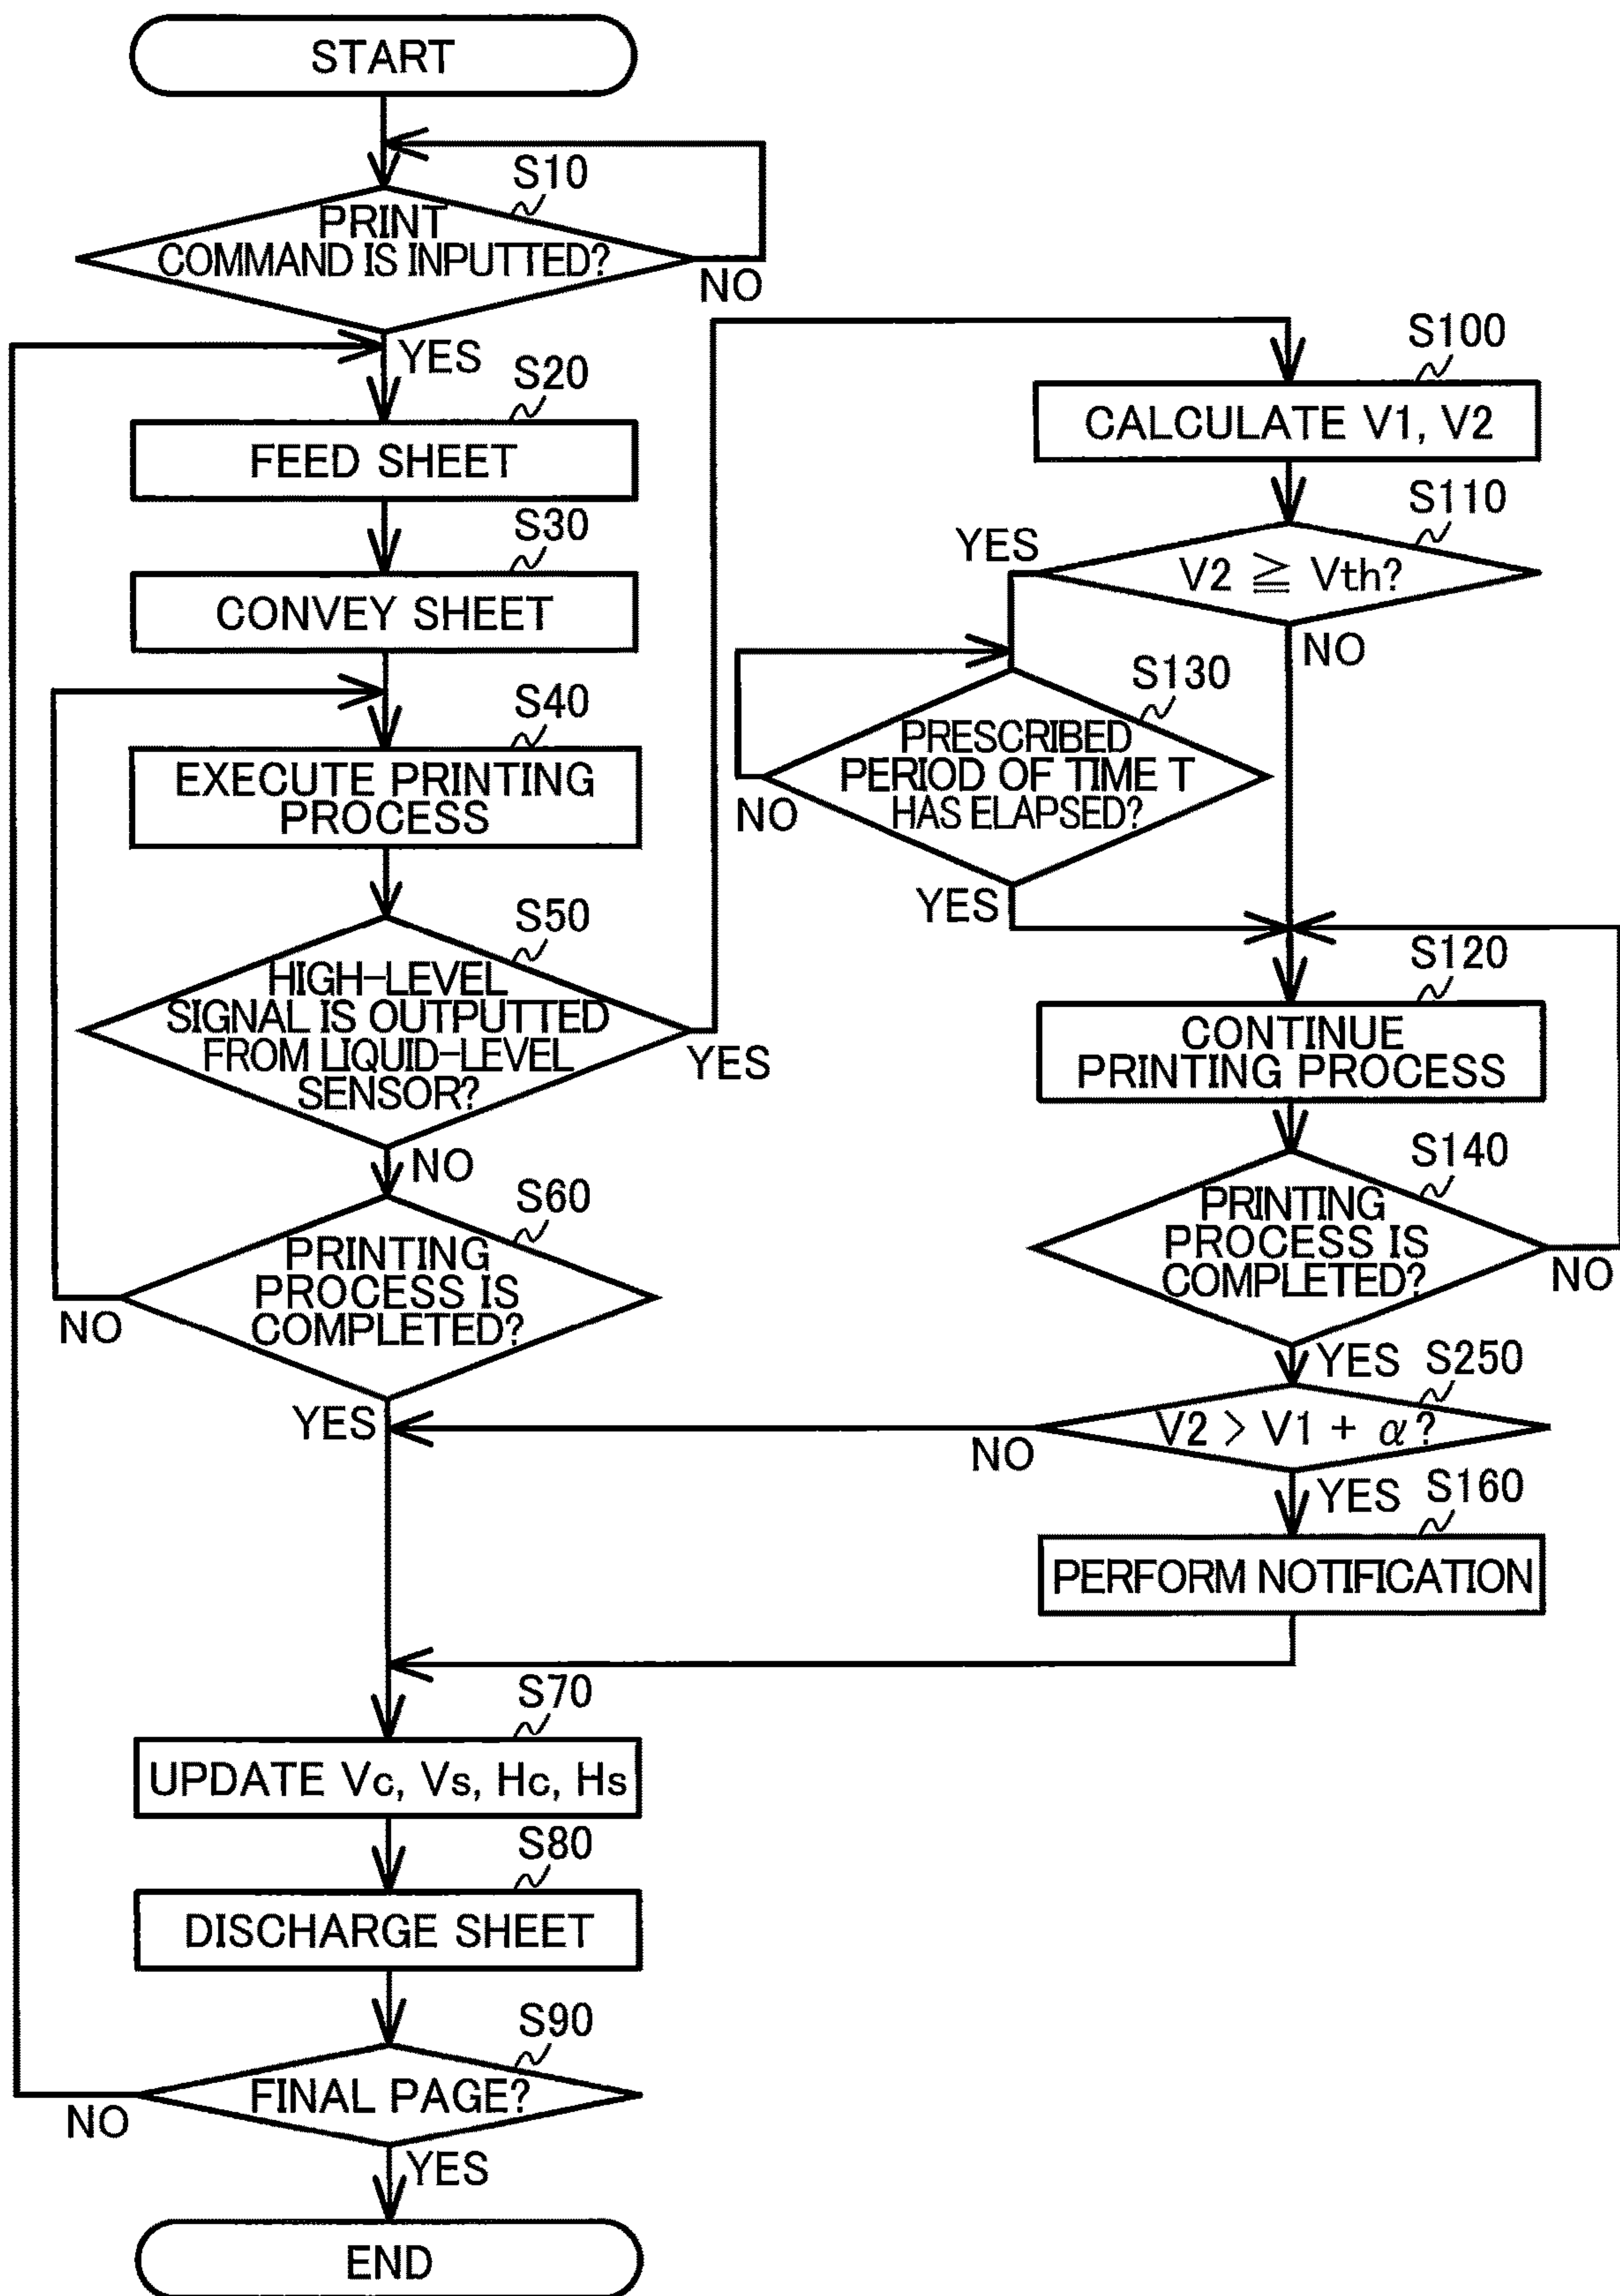 START
S10
PRINT
COMMAND IS INPUTTED?
NO
YES
S20
FEED SHEET
S30
CONVEY SHEET
S40
EXECUTE PRINTING
PROCESS
S50
HIGH-LEVEL
SIGNAL IS OUTPUTTED
FROM LIQUID-LEVEL
SENSOR?
YES
NO
S60
PRINTING
PROCESS IS
COMPLETED?
NO
YES
S100
CALCULATE V1, V2
S110
V2 ≧ Vth?
YES
NO
S130
PRESCRIBED
PERIOD OF TIME T
HAS ELAPSED?
NO
YES
S120
CONTINUE
PRINTING PROCESS
S140
PRINTING
PROCESS IS
COMPLETED?
NO
YES
S250
V2 > V1 + α?
NO
YES
S160
PERFORM NOTIFICATION
S70
UPDATE Vc, Vs, Hc, Hs
S80
DISCHARGE SHEET
S90
FINAL PAGE?
NO
YES
END